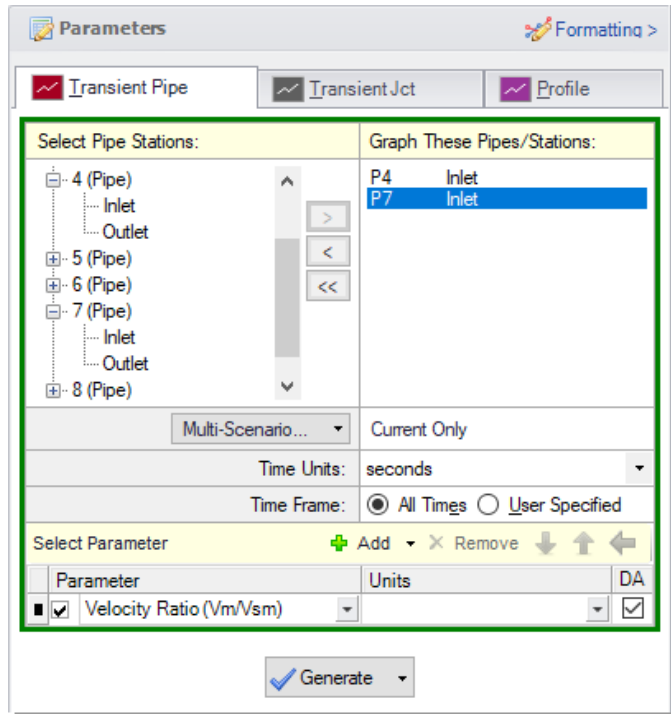 Parameters
Formatting >
Transient Pipe
Transient Jct
Profile
Select Pipe Stations:
Graph These Pipes/Stations:
4 (Pipe)
Inlet
Outlet
5 (Pipe)
6 (Pipe)
7 (Pipe)
Inlet
Outlet
8 (Pipe)
>
<
<<
P4 Inlet
P7 Inlet
Multi-Scenario...
Current Only
Time Units:
seconds
Time Frame:
All Times
User Specified
Select Parameter
Add
Remove
Parameter
Units
DA
Velocity Ratio (Vm/Vsm)
Generate